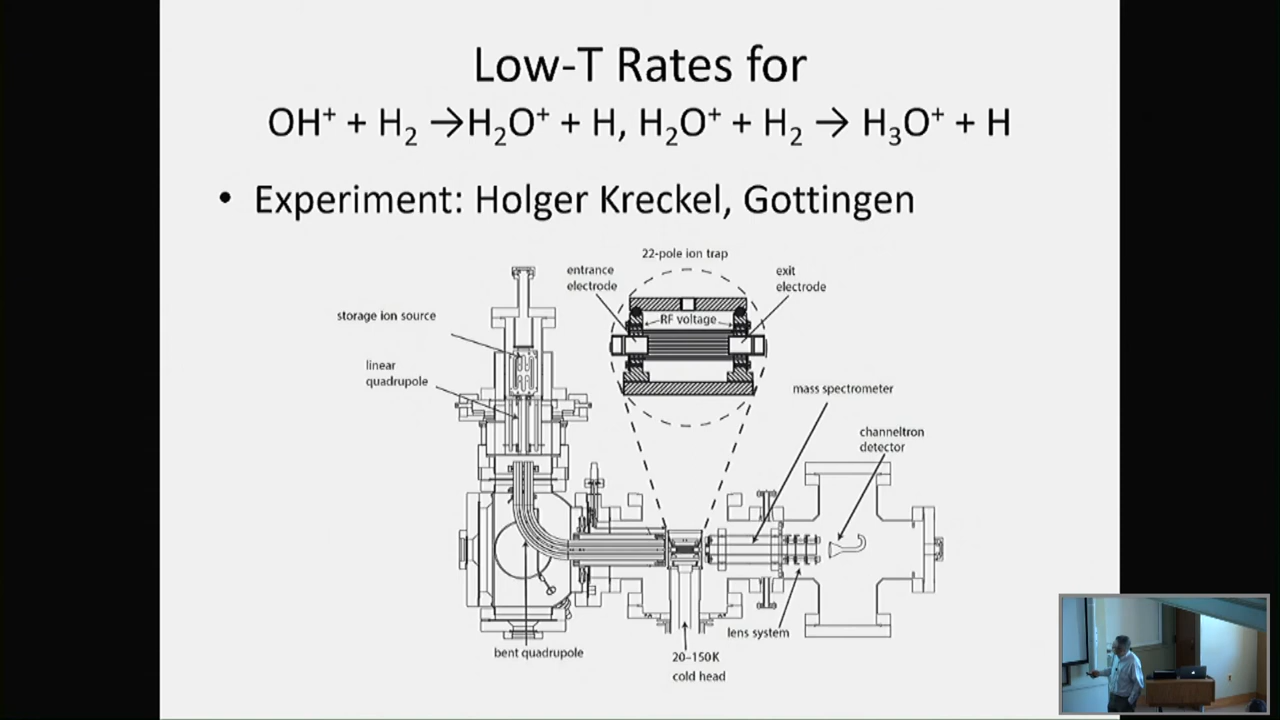 Low-T Rates for
OH⁺ + H₂ →H₂O⁺ + H, H₂O⁺ + H₂ → H₃O⁺ + H
• Experiment: Holger Kreckel, Gottingen
22-pole ion trap
entrance
electrode
exit
electrode
storage ion source
RF voltage
linear
quadrupole
mass spectrometer
channeltron
detector
lens system
bent quadrupole
20–150K
cold head